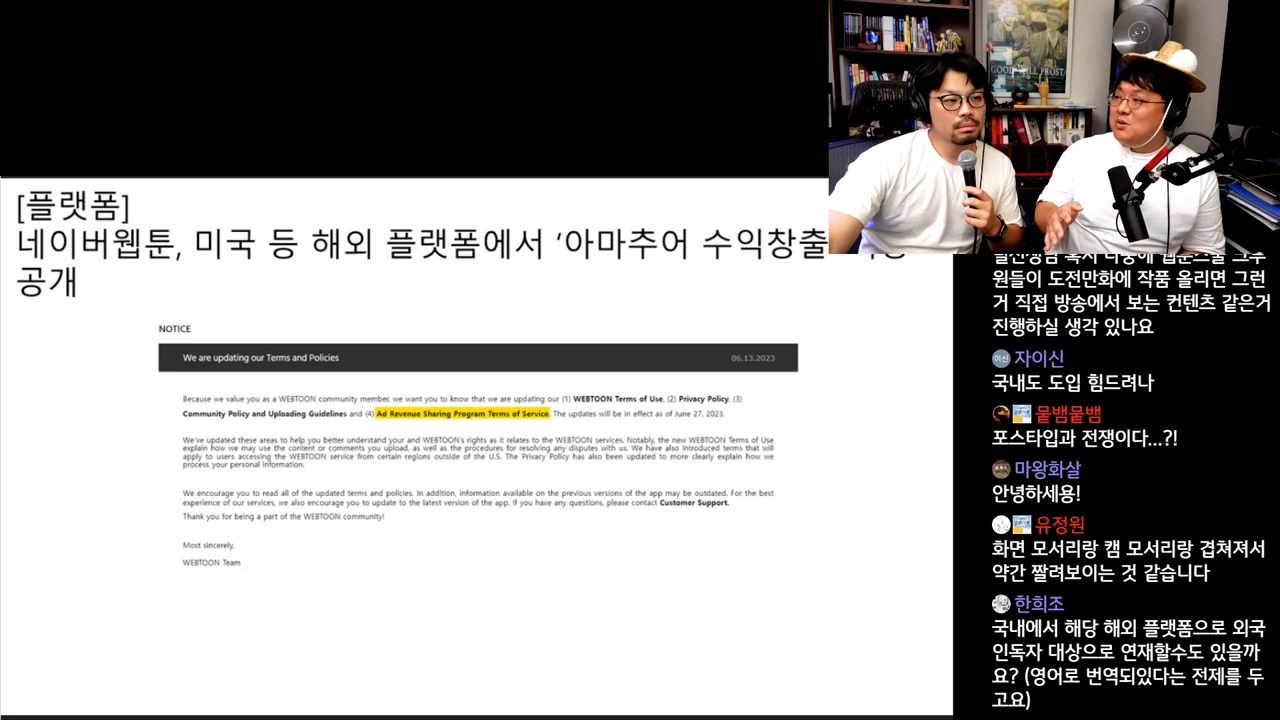 [플랫폼]
네이버웹툰, 미국 등 해외 플랫폼에서 '아마추어 수익창출
공개
NOTICE
We are updating our Terms and Policies 06.13.2023
Because we value you as a WEBTOON community member, we want you to know that we are updating our (1) WEBTOON Terms of Use, (2) Privacy Policy, (3)
Community Policy and Uploading Guidelines and (4) Ad Revenue Sharing Program Terms of Service. The updates will be in effect as of June 27, 2023.
We've updated these areas to help you better understand your and WEBTOON's rights as it relates to the WEBTOON services. Notably, the new WEBTOON Terms of Use
explain how we may use the content or comments you upload, as well as the procedures for resolving any disputes with us. We have also introduced terms that will
apply to users accessing the WEBTOON service from certain regions outside of the U.S. The Privacy Policy has also been updated to more clearly explain how we
process your personal information.
We encourage you to read all of the updated terms and policies. In addition, information available on the previous versions of the app may be outdated. For the best
experience of our services, we also encourage you to update to the latest version of the app. If you have any questions, please contact Customer Support.
Thank you for being a part of the WEBTOON community!
Most sincerely,
WEBTOON Team
GOOD WILL FROST
원들이 도전만화에 작품 올리면 그런
거 직접 방송에서 보는 컨텐츠 같은거
진행하실 생각 있나요
이신 자이신
국내도 도입 힘드려나
뭍뱀뭍뱀
포스타입과 전쟁이다...?!
마왕화살
안녕하세용!
유정원
화면 모서리랑 캠 모서리랑 겹쳐져서
약간 짤려보이는 것 같습니다
한희조
국내에서 해당 해외 플랫폼으로 외국
인독자 대상으로 연재할수도 있을까
요? (영어로 번역되있다는 전제를 두
고요)